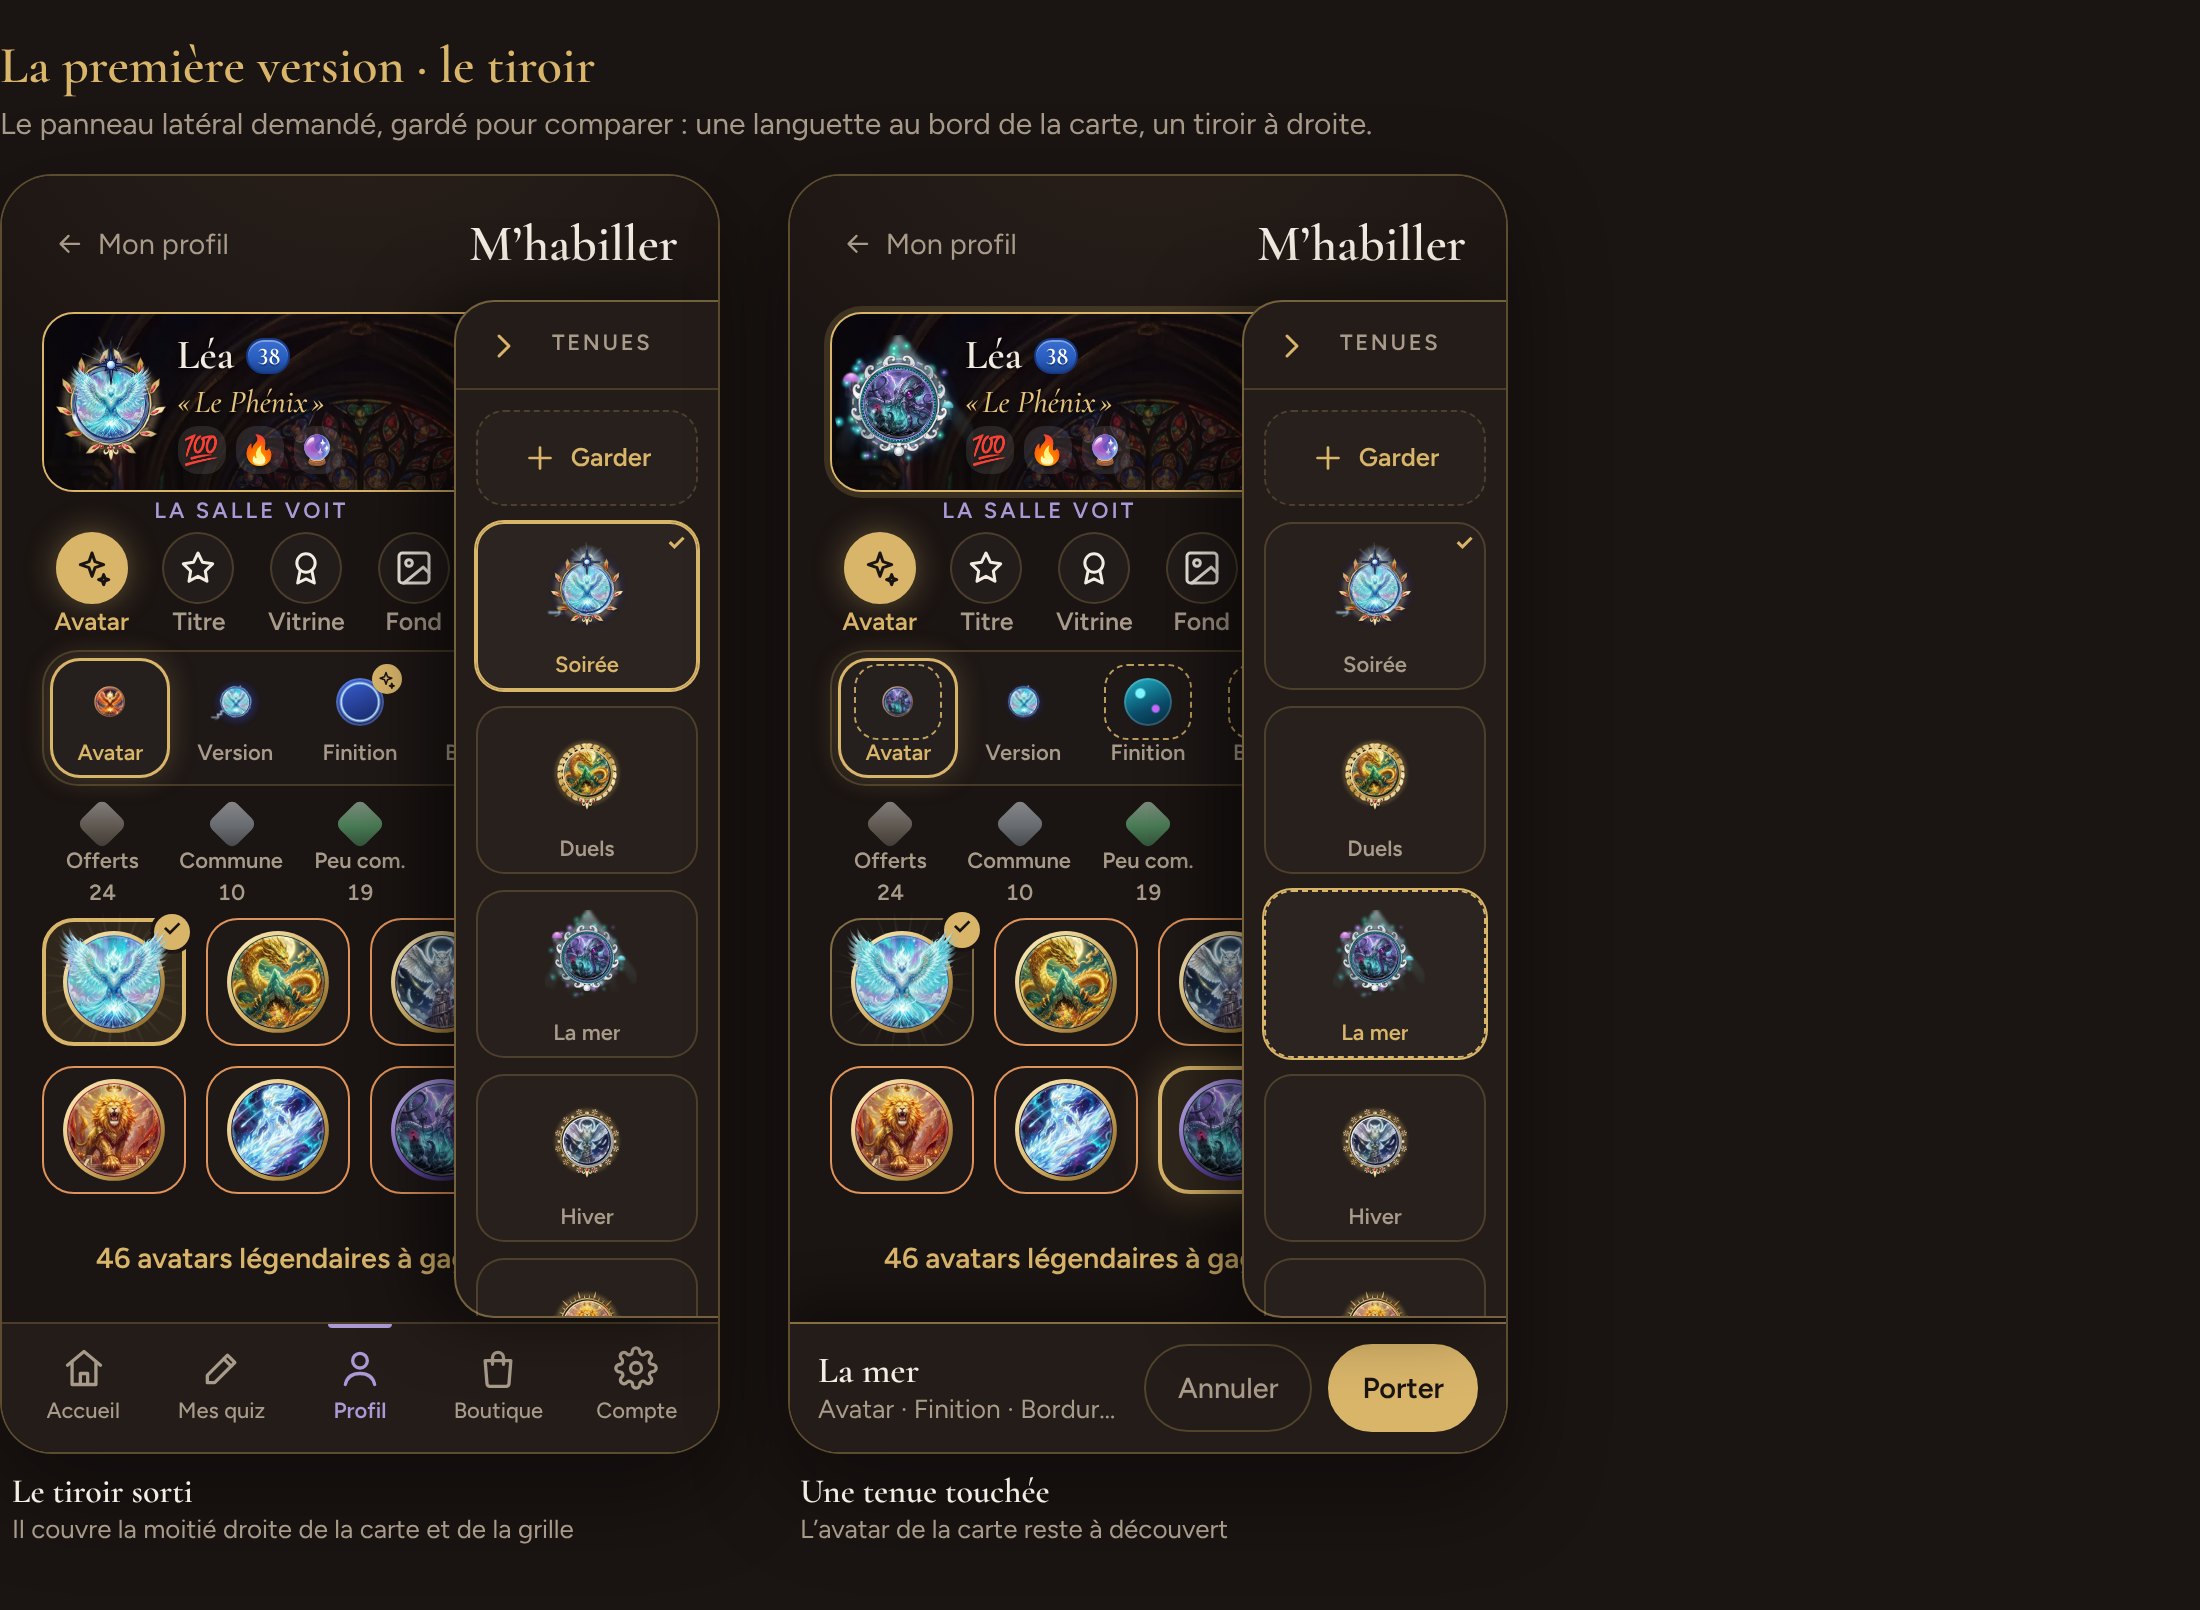 La première version · le tiroir
Le panneau latéral demandé, gardé pour comparer : une languette au bord de la carte, un tiroir à droite.
← Mon profil
M’habiller
Léa 38
« Le Phénix »
100
LA SALLE VOIT
Avatar Titre Vitrine Fond
Avatar Version Finition B
Offerts Commune Peu com.
24 10 19
46 avatars légendaires à ga
TENUES
+ Garder
Soirée
Duels
La mer
Hiver
Accueil Mes quiz Profil Boutique Compte
Le tiroir sorti
Il couvre la moitié droite de la carte et de la grille
← Mon profil
M’habiller
Léa 38
« Le Phénix »
100
LA SALLE VOIT
Avatar Titre Vitrine Fond
Avatar Version Finition
Offerts Commune Peu com.
24 10 19
46 avatars légendaires à ga
TENUES
+ Garder
Soirée
Duels
La mer
Hiver
La mer
Avatar · Finition · Bordur...
Annuler
Porter
Une tenue touchée
L’avatar de la carte reste à découvert